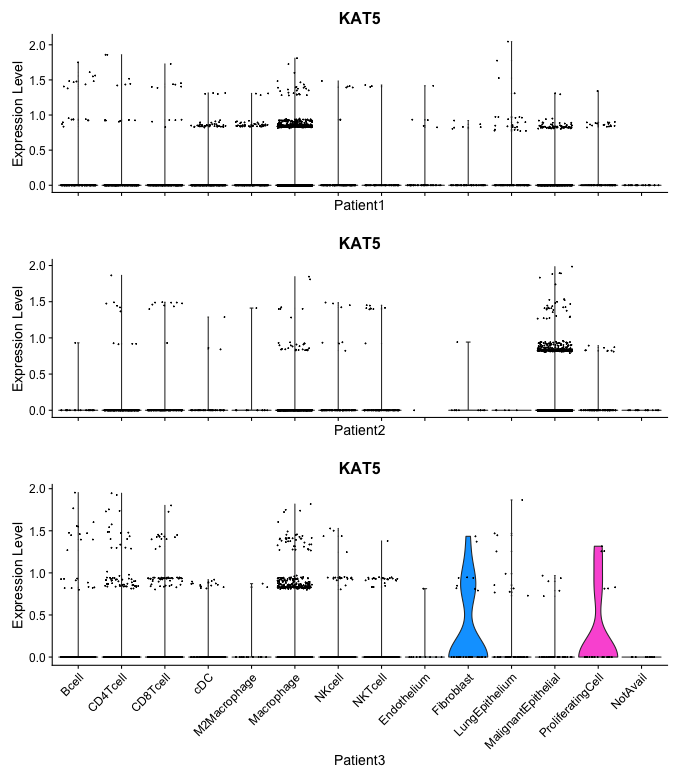 KAT5
Expression Level
2.0
1.5
1.0
0.5
0.0
Patient1
KAT5
Expression Level
2.0
1.5
1.0
0.5
0.0
Patient2
KAT5
Expression Level
2.0
1.5
1.0
0.5
0.0
Bcell
CD4Tcell
CD8Tcell
cDC
M2Macrophage
Macrophage
NKcell
NKTcell
Endothelium
Fibroblast
LungEpithelium
MalignantEpithelial
ProliferatingCell
NotAvail
Patient3